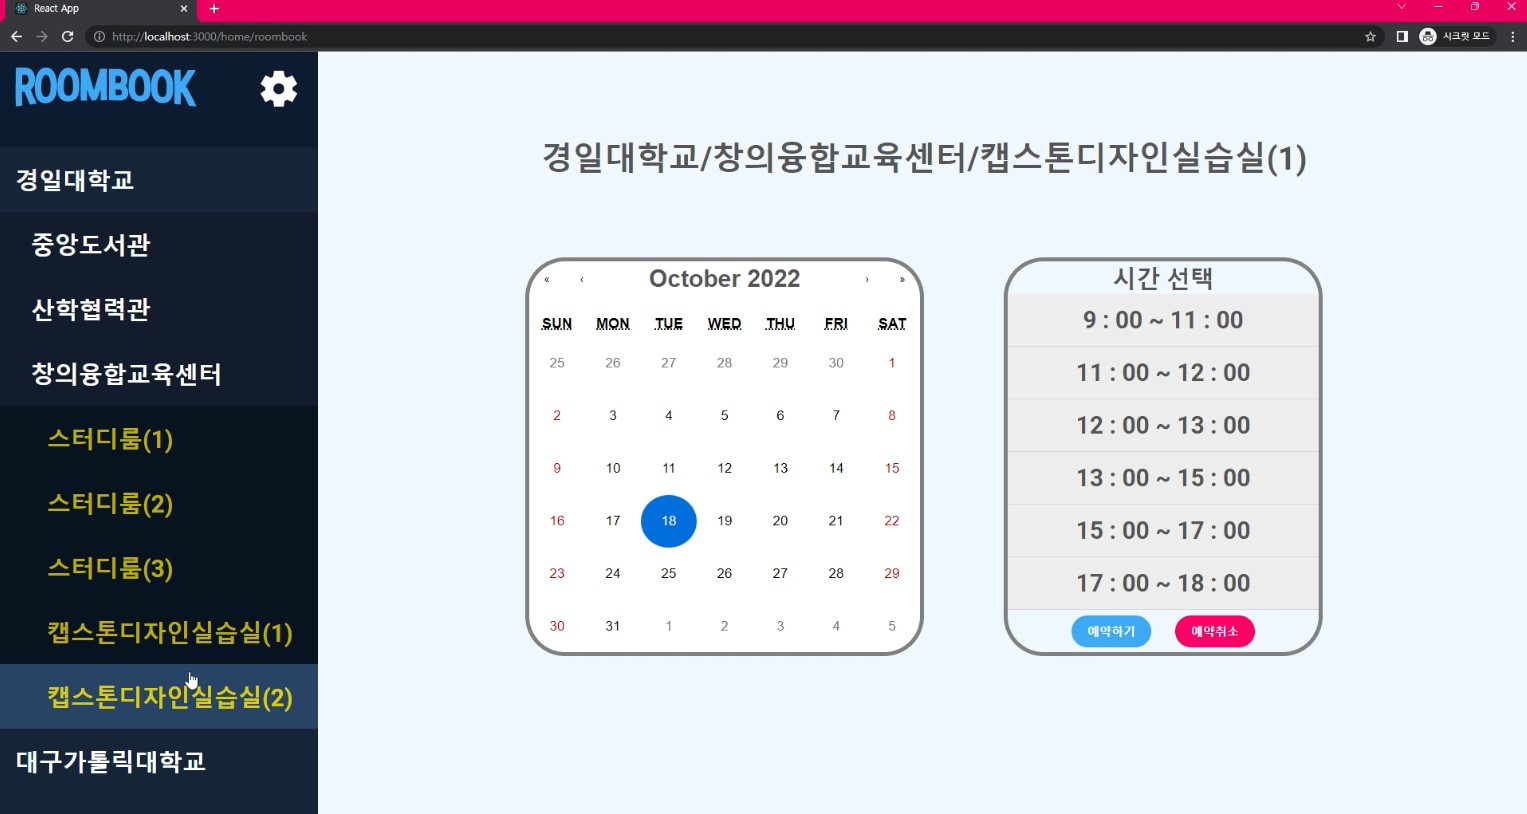 React App
http://localhost:3000/home/roombook
시크릿 모드
ROOMBOOK
경일대학교
중앙도서관
산학협력관
창의융합교육센터
스터디룸(1)
스터디룸(2)
스터디룸(3)
캡스톤디자인실습실(1)
캡스톤디자인실습실(2)
대구가톨릭대학교
경일대학교/창의융합교육센터/캡스톤디자인실습실(1)
« ‹ October 2022 › »
SUN MON TUE WED THU FRI SAT
25 26 27 28 29 30 1
2 3 4 5 6 7 8
9 10 11 12 13 14 15
16 17 18 19 20 21 22
23 24 25 26 27 28 29
30 31 1 2 3 4 5
시간 선택
9 : 00 ~ 11 : 00
11 : 00 ~ 12 : 00
12 : 00 ~ 13 : 00
13 : 00 ~ 15 : 00
15 : 00 ~ 17 : 00
17 : 00 ~ 18 : 00
예약하기 예약취소